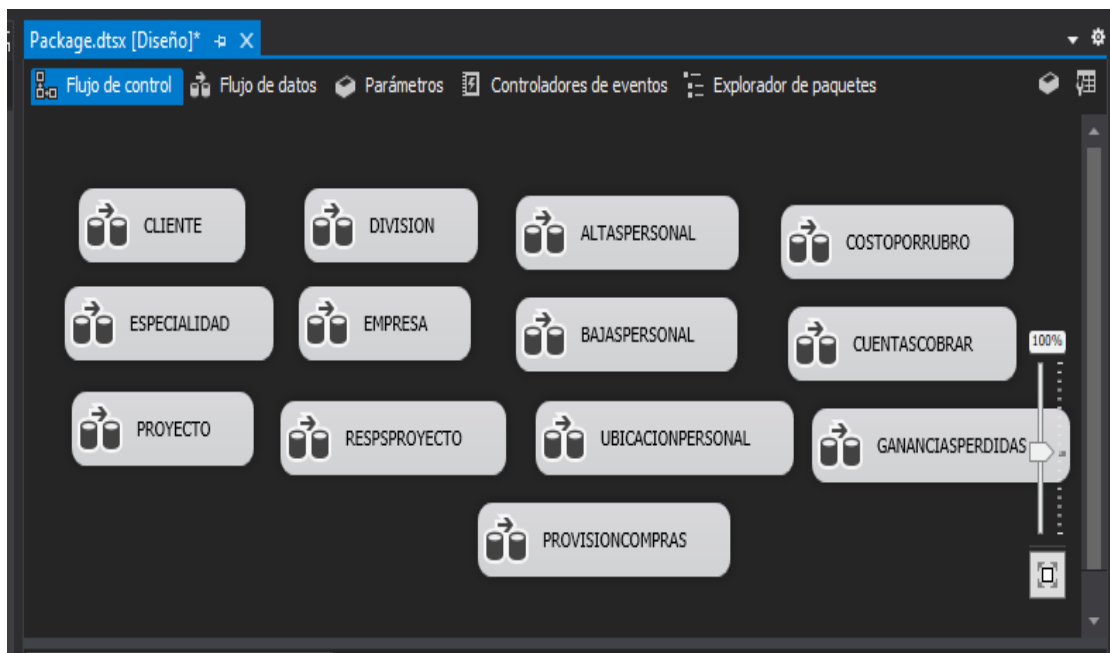 Package.dtsx [Diseño]*
Flujo de control Flujo de datos Parámetros Controladores de eventos Explorador de paquetes
CLIENTE DIVISION ALTASPERSONAL COSTOPORRUBRO
ESPECIALIDAD EMPRESA BAJASPERSONAL CUENTASCOBRAR
100%
PROYECTO RESPSPROYECTO UBICACIONPERSONAL GANANCIASPERDIDAS
PROVISIONCOMPRAS